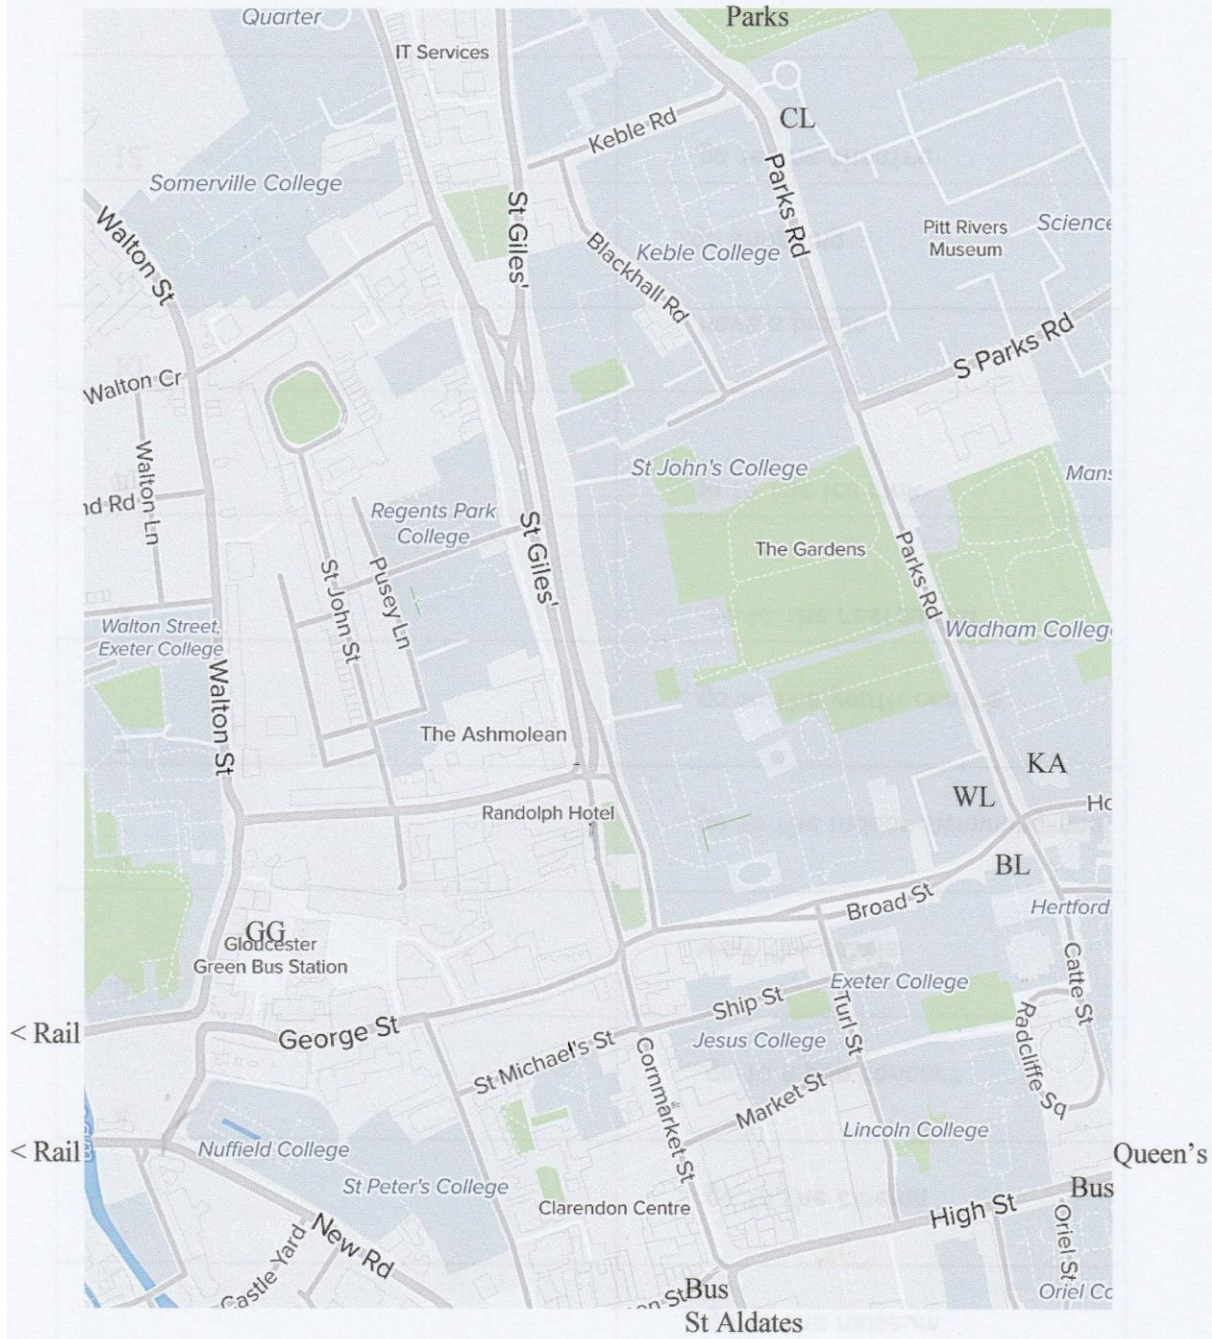 Parks
Quarter
IT Services
CL
Keble Rd
Somerville College
Parks Rd
St Giles'
Walton St
Pitt Rivers
Museum
Science
Keble College
Blackhall Rd
S Parks Rd
Walton Cr
Walton Ln
St John's College
nd Rd
Regents Park
College
St Giles'
The Gardens
Parks Rd
St John St
Pusey Ln
Walton Street,
Exeter College
Wadham College
Walton St
The Ashmolean
KA
WL
Randolph Hotel
BL
Broad St
Hertford
GG
Gloucester
Green Bus Station
Exeter College
Catte St
Ship St
Turl St
Radcliffe Sq
< Rail
George St
St Michael's St
Jesus College
Cornmarket St
Market St
Lincoln College
< Rail
Nuffield College
Queen's
St Peter's College
Bus
Clarendon Centre
High St
Oriel St
New Rd
Castle Yard
on St
Bus
Oriel Co
St Aldates